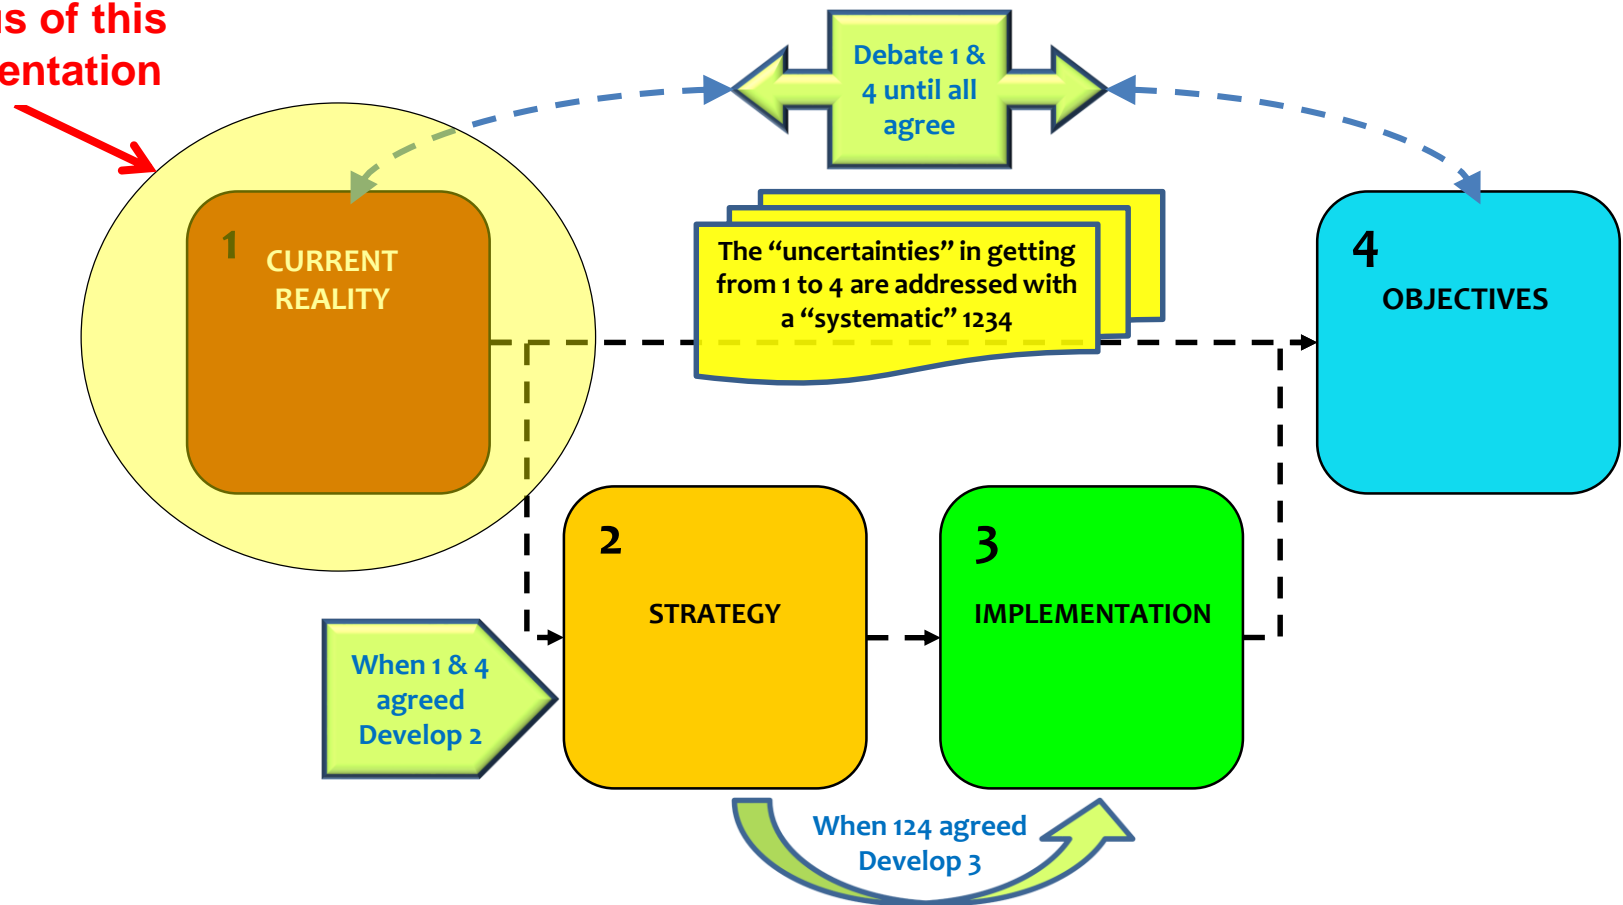 of this
Debate 1 &
4 until all
agree
1
CURRENT
REALITY
The “uncertainties” in getting
from 1 to 4 are addressed with
a “systematic” 1234
4
OBJECTIVES
2
STRATEGY
3
IMPLEMENTATION
When 1 & 4
agreed
Develop 2
When 124 agreed
Develop 3